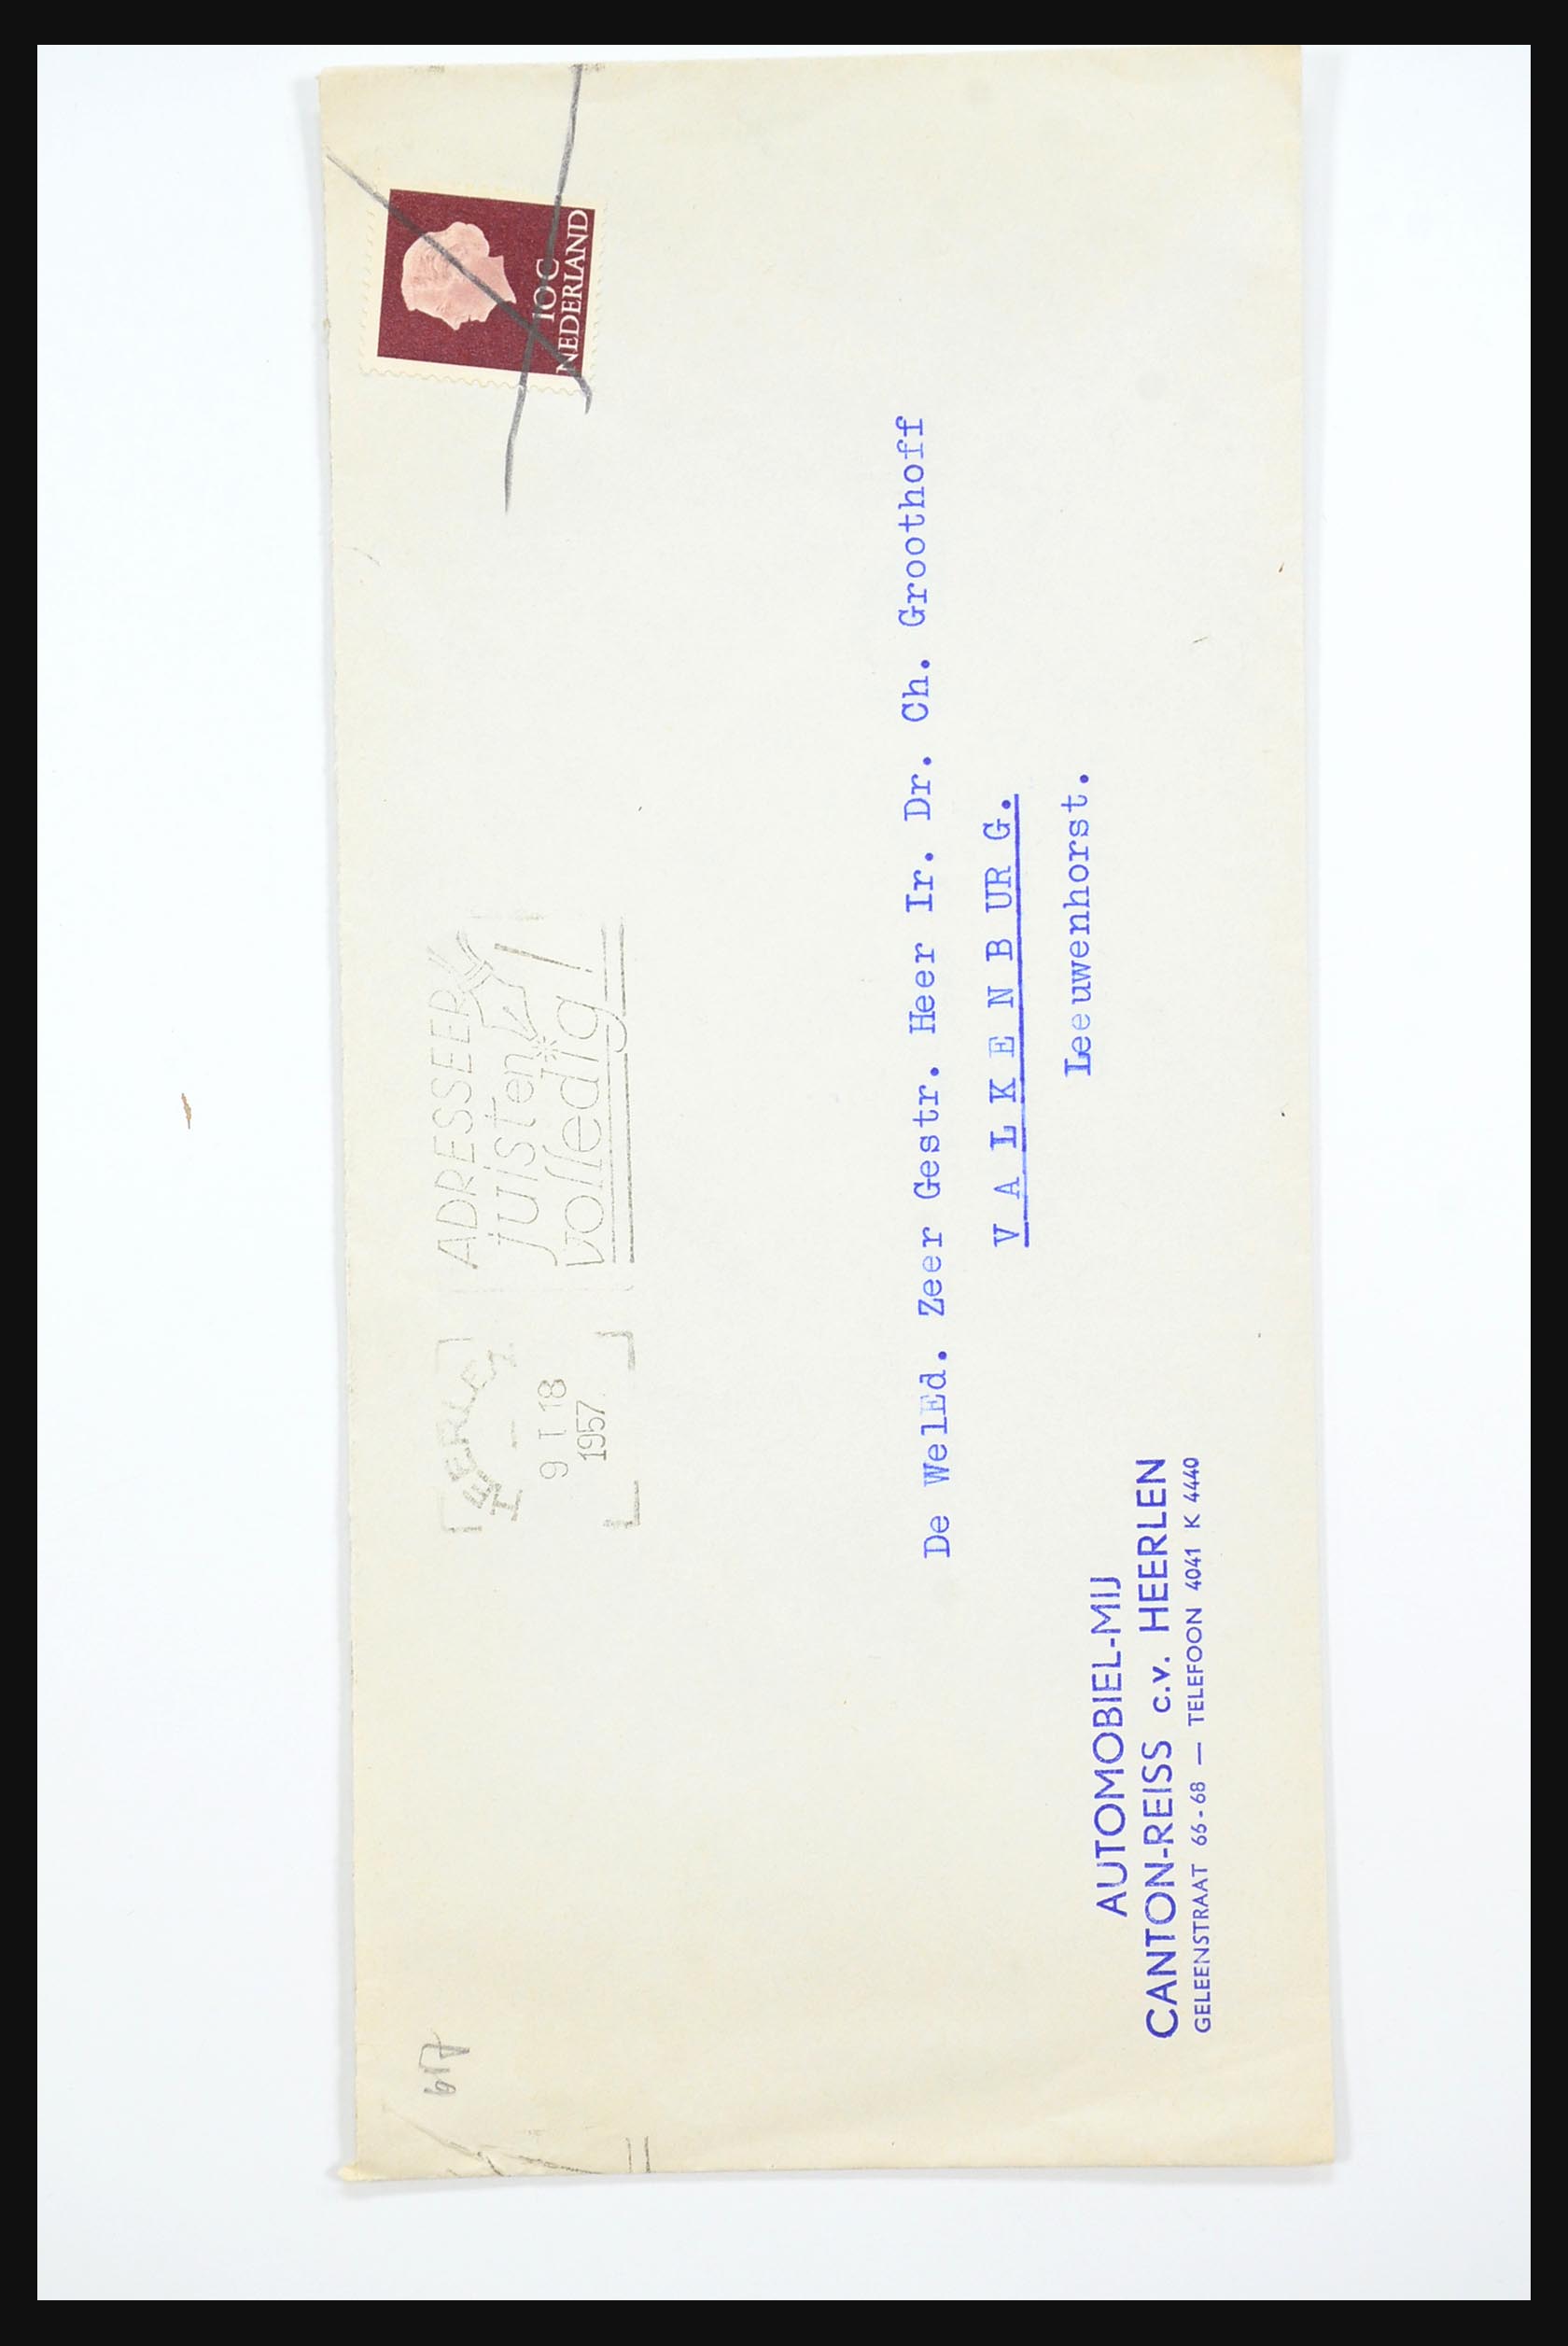 10 C
NEDERLAND
HEERLEN
9 I 18
1957
ADRESSEER
juist en
volledig
De WelEd. Zeer Gestr. Heer Ir. Dr. Ch. Groothoff
V A L K E N B UR G.
Leeuwenhorst.
AUTOMOBIEL-MIJ
CANTON-REISS c.v. HEERLEN
GELEENSTRAAT 66-68 — TELEFOON 4041 K 4440